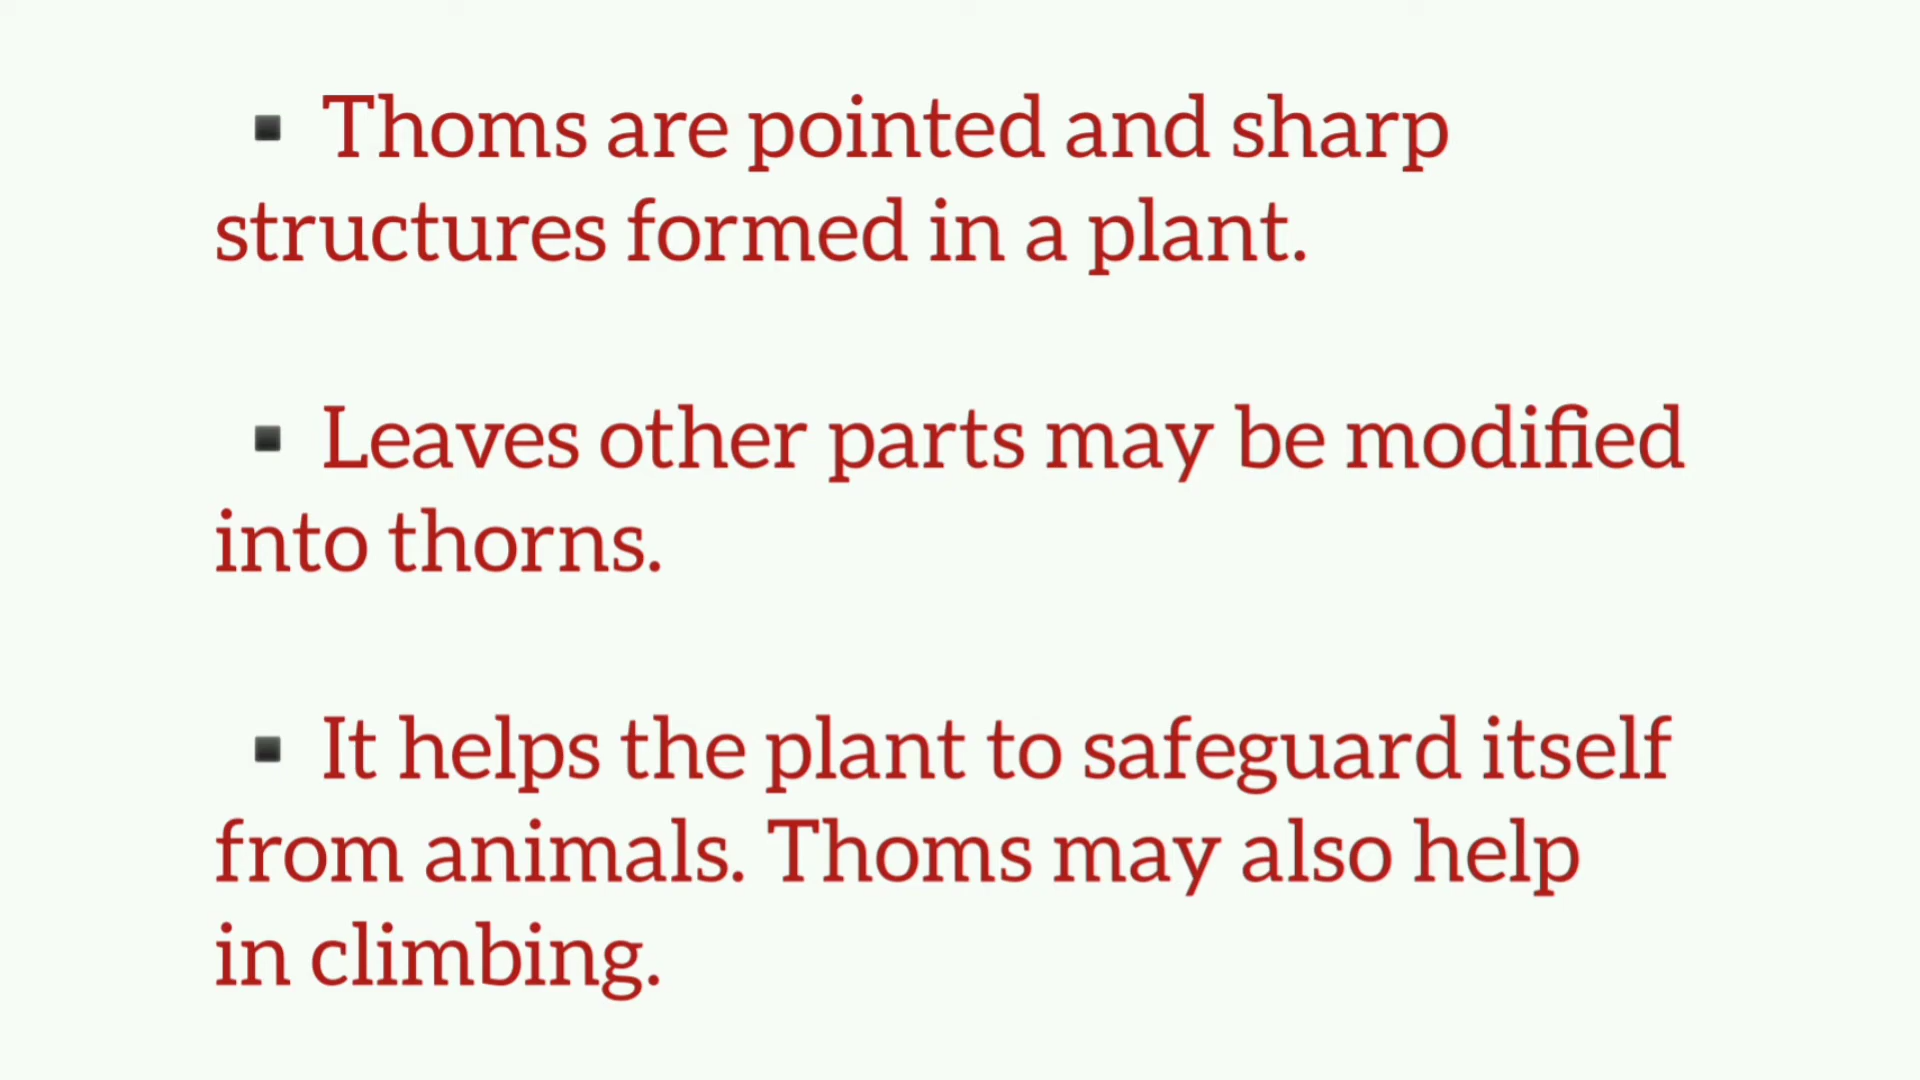 ▪ Thoms are pointed and sharp
structures formed in a plant.
▪ Leaves other parts may be modified
into thorns.
▪ It helps the plant to safeguard itself
from animals. Thoms may also help
in climbing.